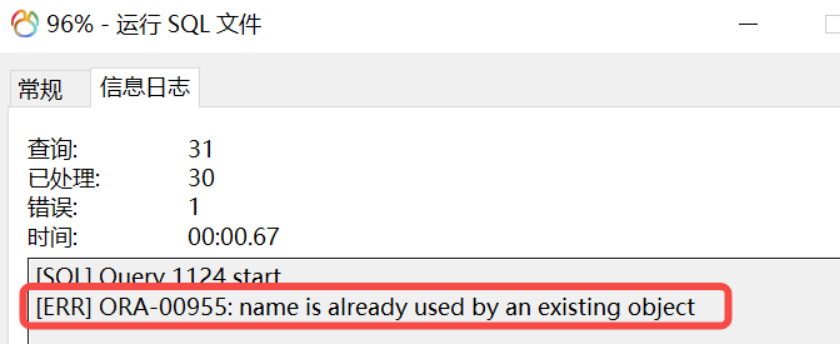 96% - 运行 SQL 文件
常规 信息日志
查询: 31
已处理: 30
错误: 1
时间: 00:00.67
[SQL] Query 1124 start
[ERR] ORA-00955: name is already used by an existing object